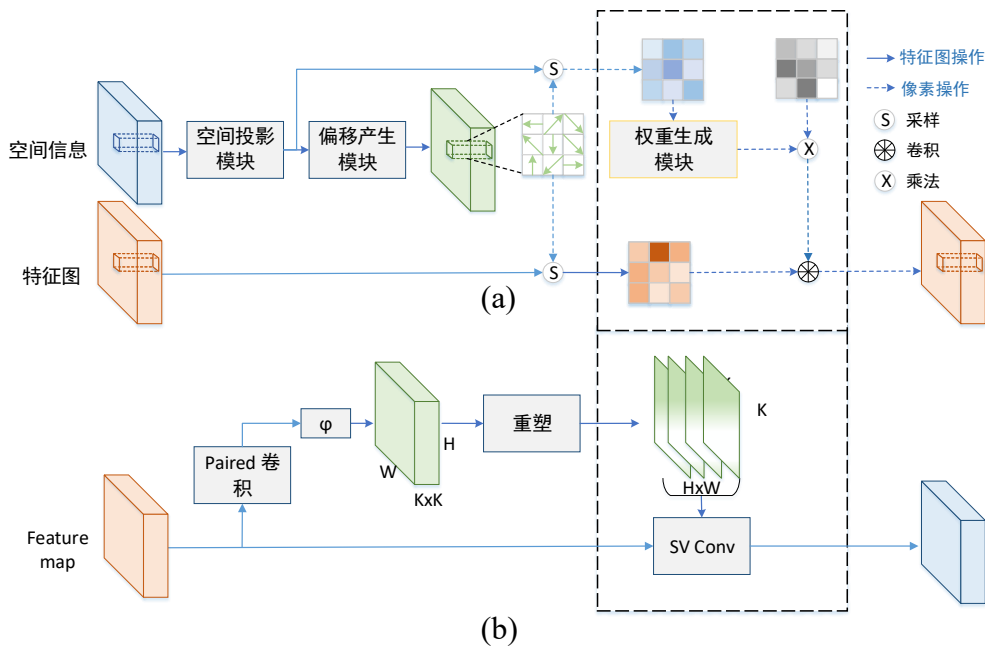 空间信息
空间投影
模块
偏移产生
模块
S
权重生成
模块
X
特征图操作
像素操作
S 采样
卷积
X 乘法
特征图
S
(a)
φ
重塑
K
H
W
KxK
Paired 卷
积
HxW
Feature
map
SV Conv
(b)